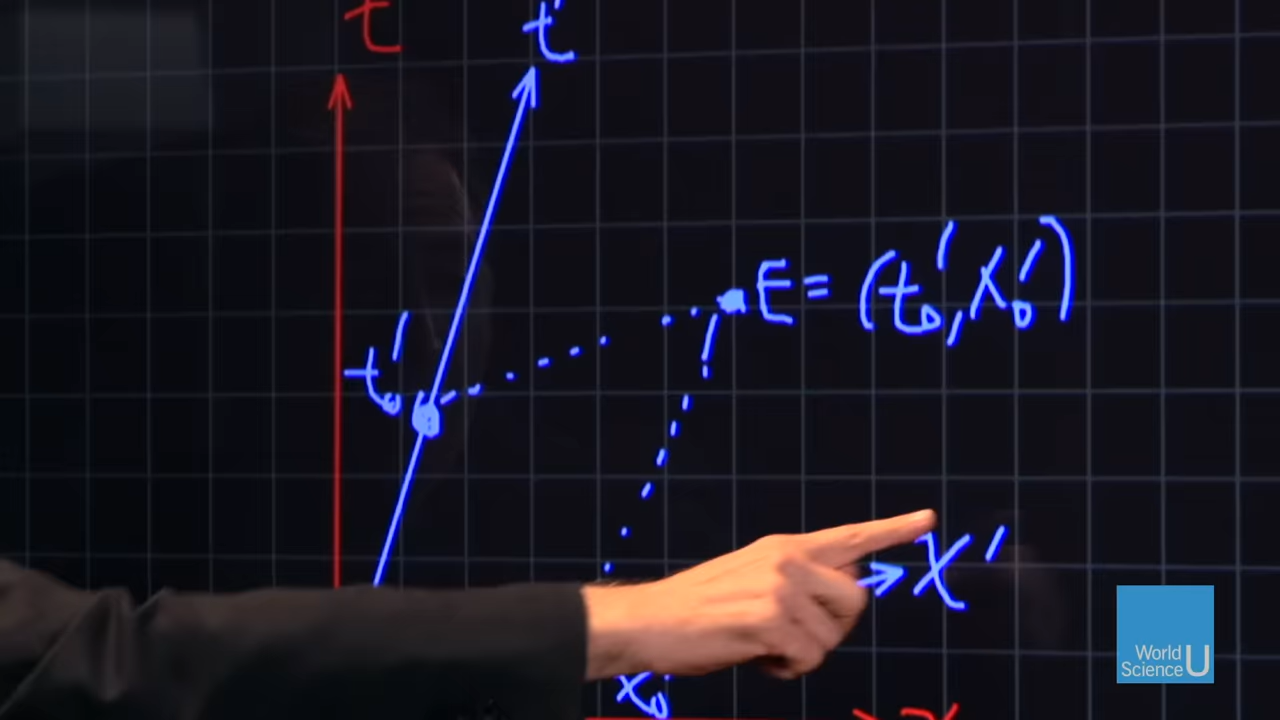 t
t'
E = (t₀', x₀')
t₀'
x'
x₀
x
World
Science U